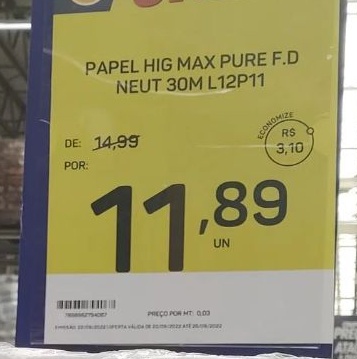 PAPEL HIG MAX PURE F.D
NEUT 30M L12P11
ECONOMIZE
R$
3,10
DE: 14,99
POR:
11,89
UN
PREÇO POR MT: 0,03